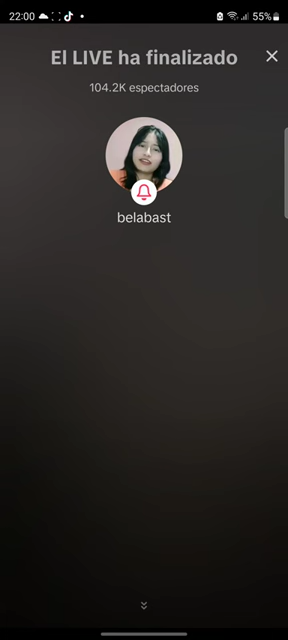 22:00
55%
El LIVE ha finalizado
104.2K espectadores
belabast